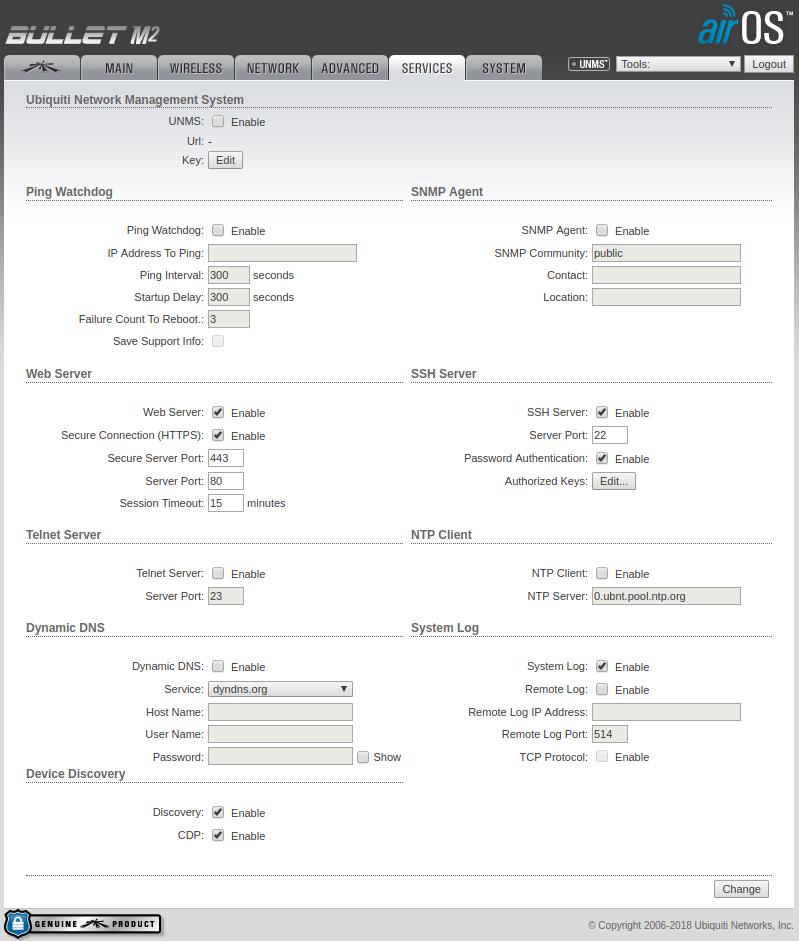 BULLET M2
airOS™
MAIN WIRELESS NETWORK ADVANCED SERVICES SYSTEM UNMS™ Tools: Logout
Ubiquiti Network Management System
UNMS: Enable
Url: -
Key: Edit
Ping Watchdog
Ping Watchdog: Enable
IP Address To Ping:
Ping Interval: 300 seconds
Startup Delay: 300 seconds
Failure Count To Reboot.: 3
Save Support Info:
SNMP Agent
SNMP Agent: Enable
SNMP Community: public
Contact:
Location:
Web Server
Web Server: Enable
Secure Connection (HTTPS): Enable
Secure Server Port: 443
Server Port: 80
Session Timeout: 15 minutes
SSH Server
SSH Server: Enable
Server Port: 22
Password Authentication: Enable
Authorized Keys: Edit...
Telnet Server
Telnet Server: Enable
Server Port: 23
NTP Client
NTP Client: Enable
NTP Server: 0.ubnt.pool.ntp.org
Dynamic DNS
Dynamic DNS: Enable
Service: dyndns.org
Host Name:
User Name:
Password: Show
System Log
System Log: Enable
Remote Log: Enable
Remote Log IP Address:
Remote Log Port: 514
TCP Protocol: Enable
Device Discovery
Discovery: Enable
CDP: Enable
Change
GENUINE PRODUCT
© Copyright 2006-2018 Ubiquiti Networks, Inc.